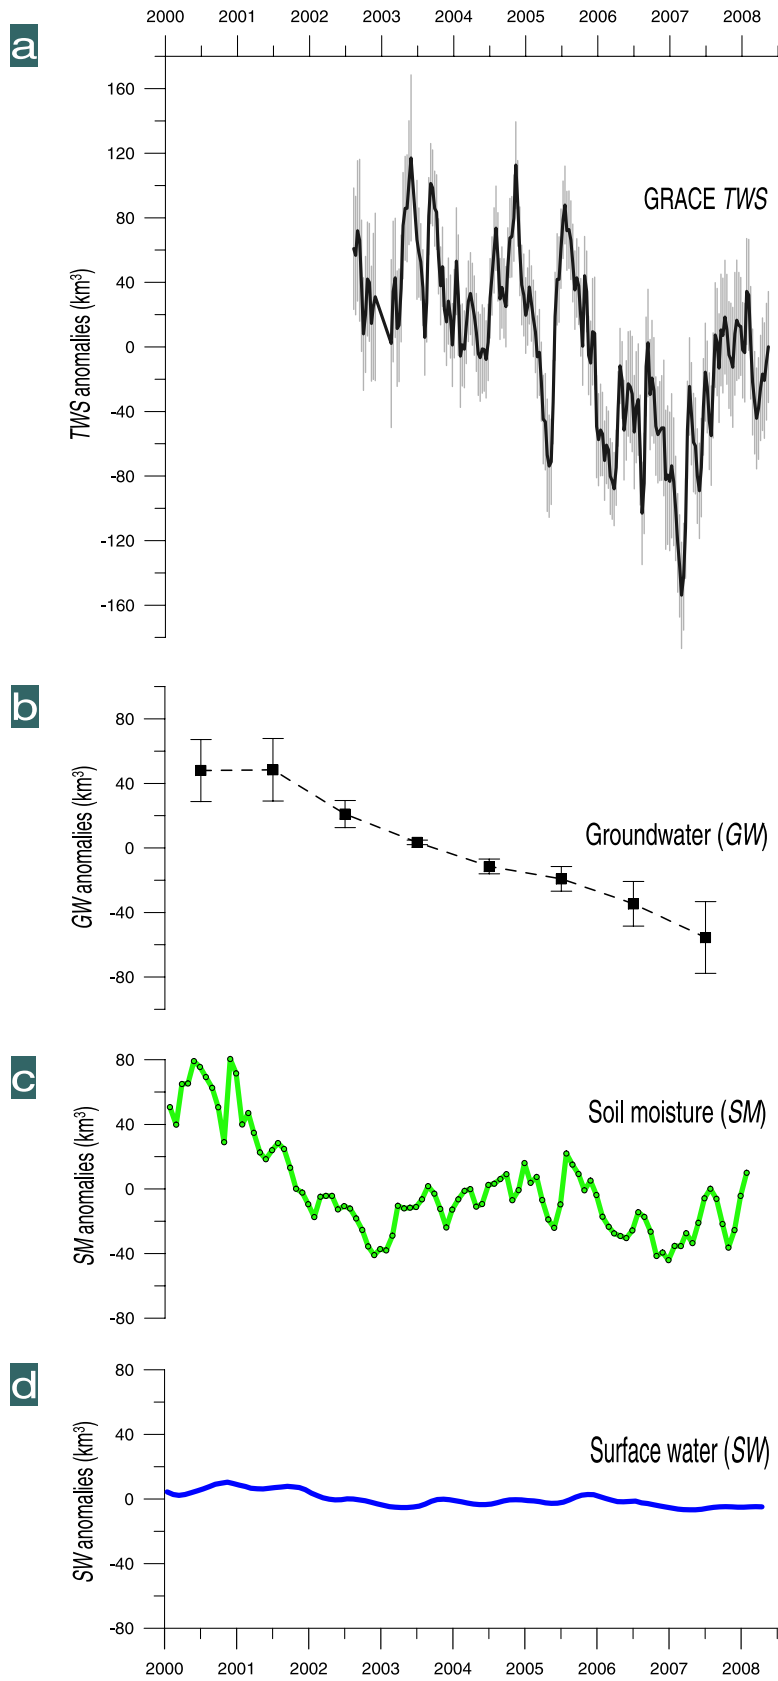 2000 2001 2002 2003 2004 2005 2006 2007 2008
a
160
120
80
40
0
-40
-80
-120
-160
TWS anomalies (km³)
GRACE TWS
b
80
40
0
-40
-80
GW anomalies (km³)
Groundwater (GW)
c
80
40
0
-40
-80
SM anomalies (km³)
Soil moisture (SM)
d
80
40
0
-40
-80
SW anomalies (km³)
Surface water (SW)
2000 2001 2002 2003 2004 2005 2006 2007 2008